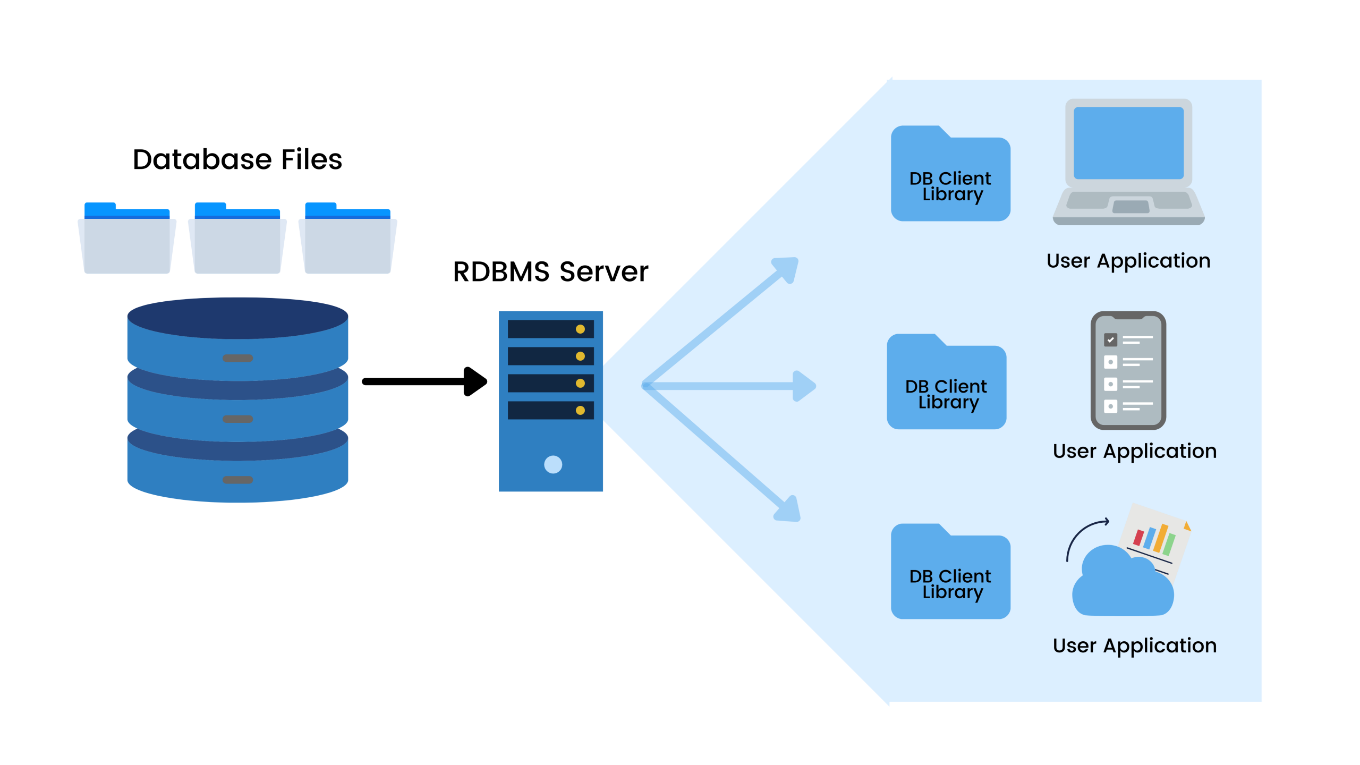 Database Files
RDBMS Server
DB Client
Library
User Application
DB Client
Library
User Application
DB Client
Library
User Application